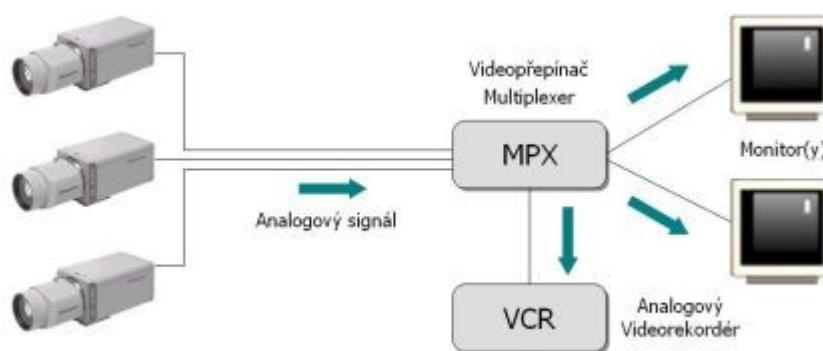 Videopřepínač
Multiplexer
MPX
Monitor(y)
Analogový signál
VCR
Analogový
Videorekordér